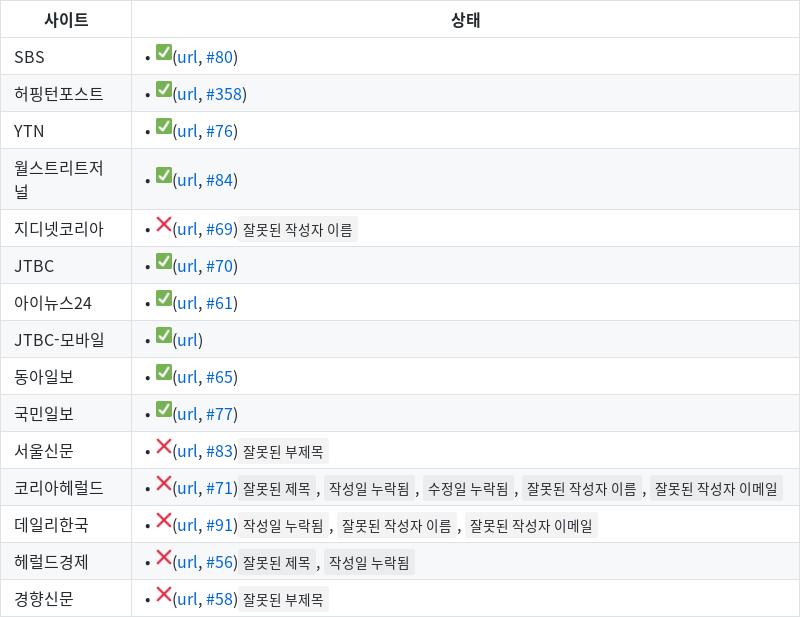 사이트 상태
SBS • ✅(url, #80)
허핑턴포스트 • ✅(url, #358)
YTN • ✅(url, #76)
월스트리트저
널 • ✅(url, #84)
지디넷코리아 • ❌(url, #69) 잘못된 작성자 이름
JTBC • ✅(url, #70)
아이뉴스24 • ✅(url, #61)
JTBC-모바일 • ✅(url)
동아일보 • ✅(url, #65)
국민일보 • ✅(url, #77)
서울신문 • ❌(url, #83) 잘못된 부제목
코리아헤럴드 • ❌(url, #71) 잘못된 제목 , 작성일 누락됨 , 수정일 누락됨 , 잘못된 작성자 이름 , 잘못된 작성자 이메일
데일리한국 • ❌(url, #91) 작성일 누락됨 , 잘못된 작성자 이름 , 잘못된 작성자 이메일
헤럴드경제 • ❌(url, #56) 잘못된 제목 , 작성일 누락됨
경향신문 • ❌(url, #58) 잘못된 부제목